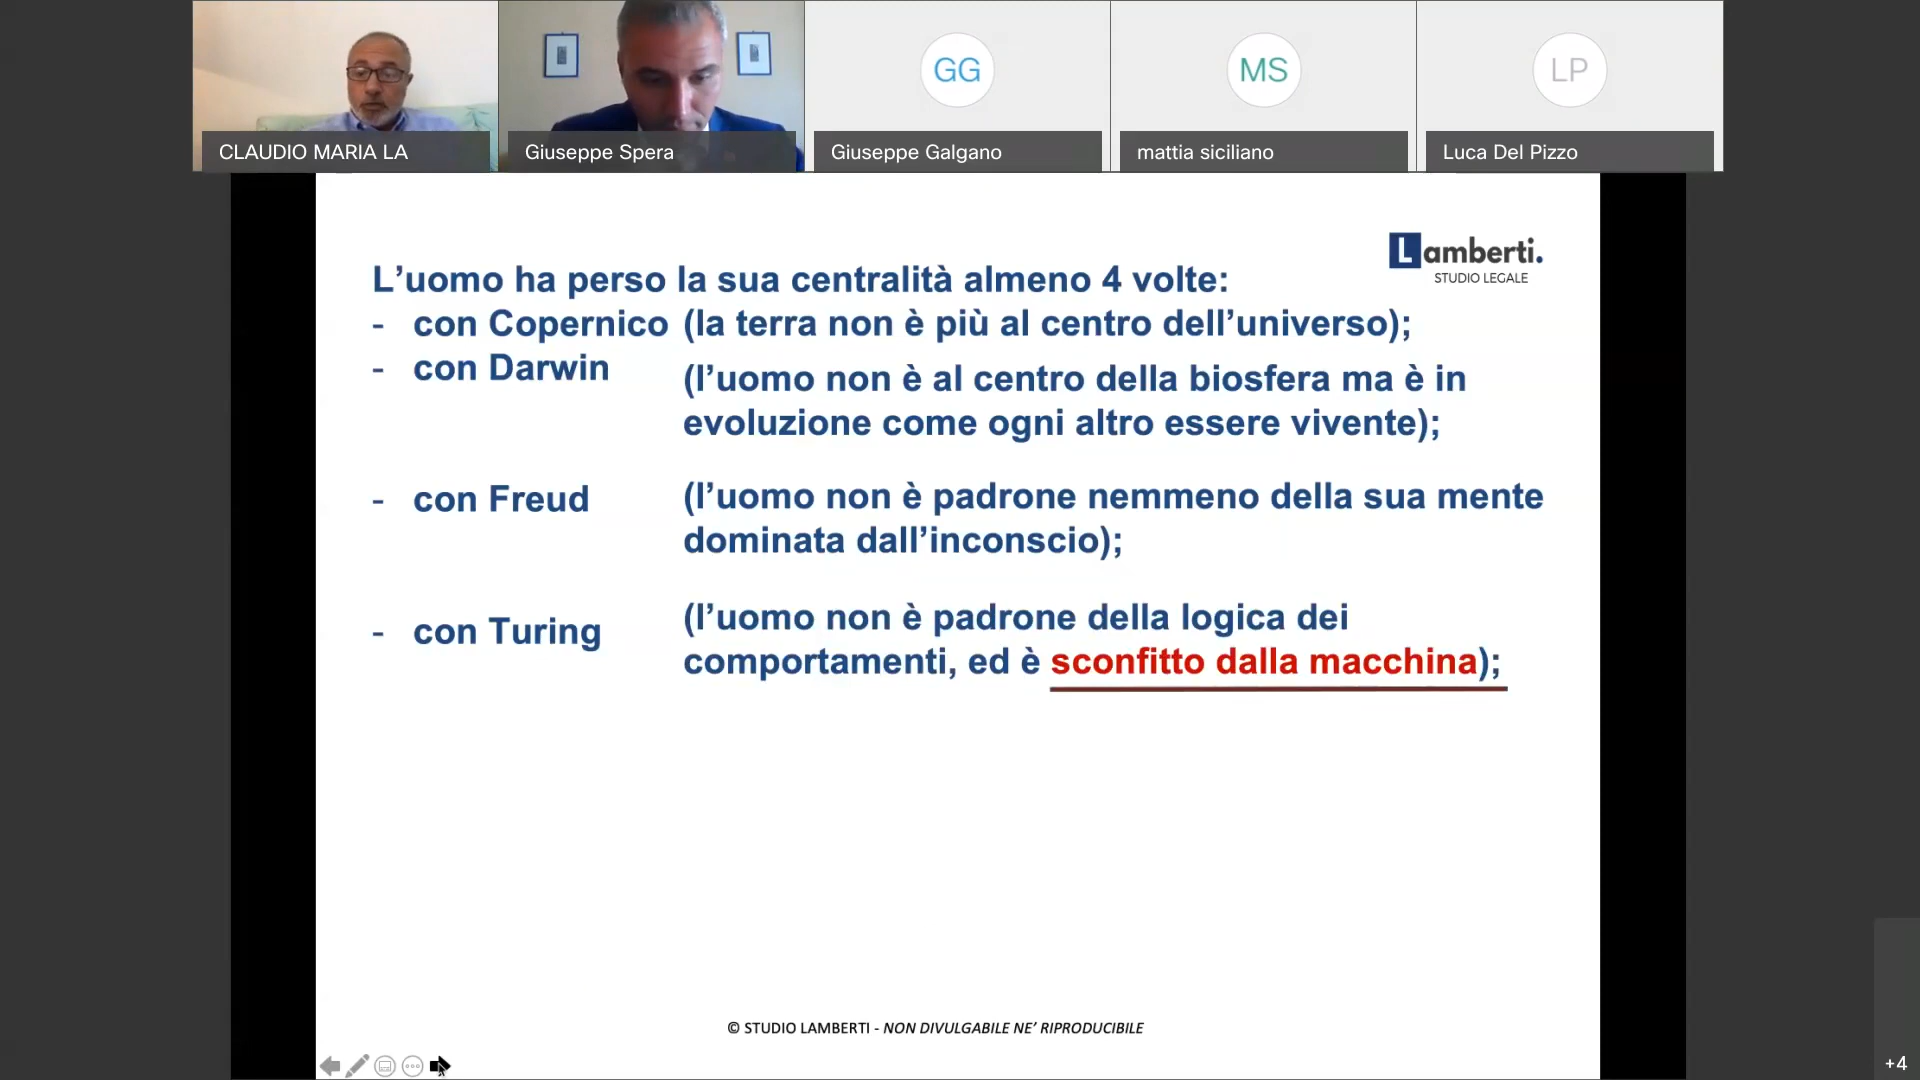 GG
MS
LP
CLAUDIO MARIA LA
Giuseppe Spera
Giuseppe Galgano
mattia siciliano
Luca Del Pizzo
Lamberti.
STUDIO LEGALE
L’uomo ha perso la sua centralità almeno 4 volte:
- con Copernico (la terra non è più al centro dell’universo);
- con Darwin (l’uomo non è al centro della biosfera ma è in
evoluzione come ogni altro essere vivente);
- con Freud (l’uomo non è padrone nemmeno della sua mente
dominata dall’inconscio);
- con Turing (l’uomo non è padrone della logica dei
comportamenti, ed è sconfitto dalla macchina);
© STUDIO LAMBERTI - NON DIVULGABILE NE’ RIPRODUCIBILE
+4